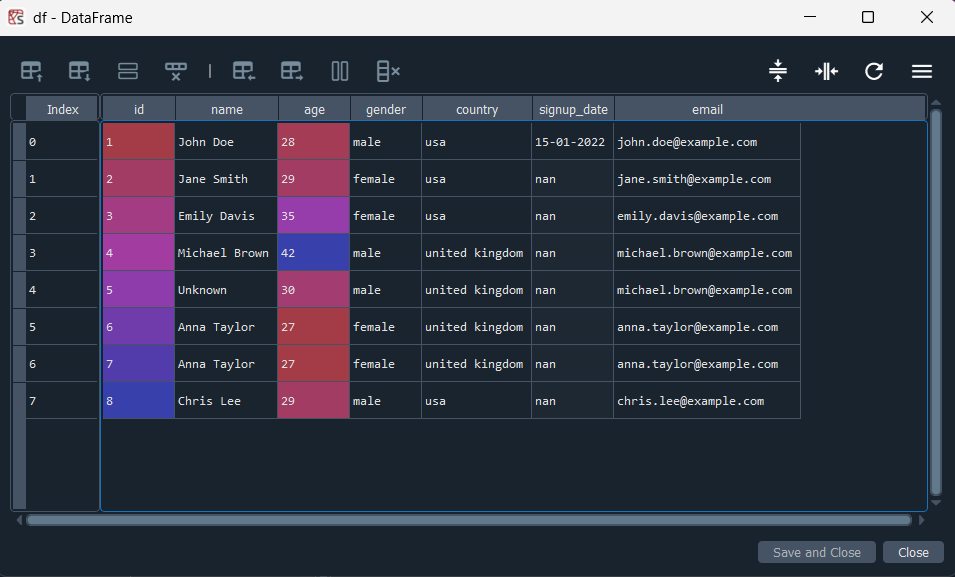 df - DataFrame
Index id name age gender country signup_date email
0 1 John Doe 28 male usa 15-01-2022 john.doe@example.com
1 2 Jane Smith 29 female usa nan jane.smith@example.com
2 3 Emily Davis 35 female usa nan emily.davis@example.com
3 4 Michael Brown 42 male united kingdom nan michael.brown@example.com
4 5 Unknown 30 male united kingdom nan michael.brown@example.com
5 6 Anna Taylor 27 female united kingdom nan anna.taylor@example.com
6 7 Anna Taylor 27 female united kingdom nan anna.taylor@example.com
7 8 Chris Lee 29 male usa nan chris.lee@example.com
Save and Close Close